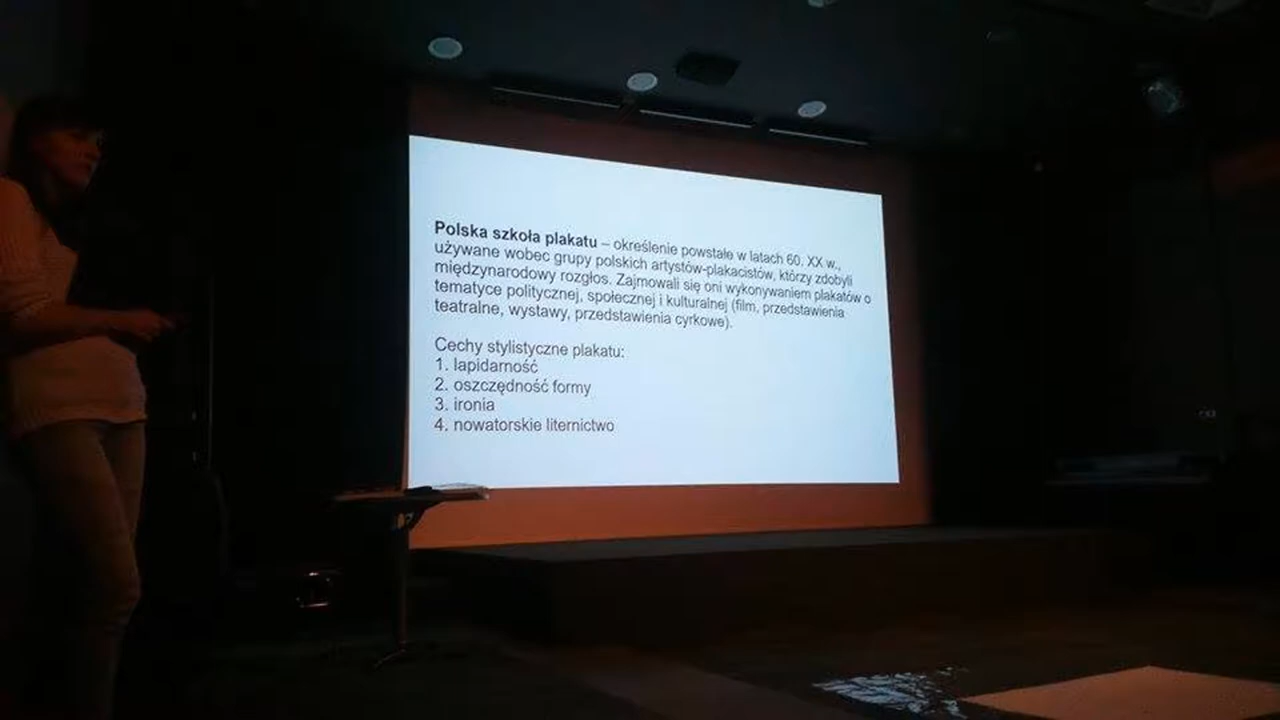 Polska szkoła plakatu – określenie powstałe w latach 60. XX w.,
używane wobec grupy polskich artystów-plakacistów, którzy zdobyli
międzynarodowy rozgłos. Zajmowali się oni wykonywaniem plakatów o
tematyce politycznej, społecznej i kulturalnej (film, przedstawienia
teatralne, wystawy, przedstawienia cyrkowe).
Cechy stylistyczne plakatu:
1. lapidarność
2. oszczędność formy
3. ironia
4. nowatorskie liternictwo